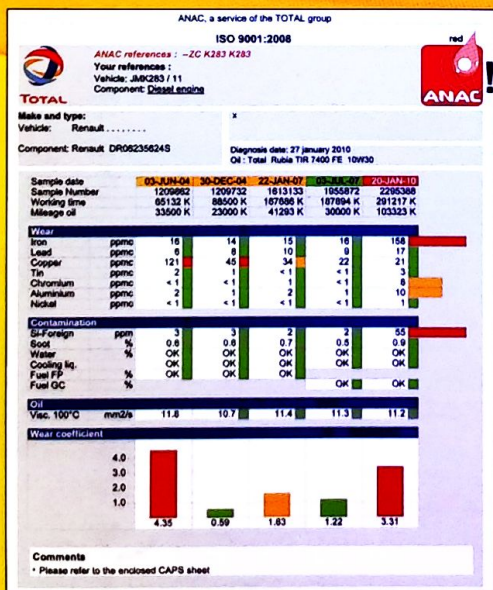 ANAC, a service of the TOTAL group
ISO 9001:2008
red
ANAC references : --ZC K283 K283
Your references :
Vehicle: JMK283 / 11
Component: Diesel engine
TOTAL
ANAC !
Make and type:
Vehicle: Renault . . . . . . . .
x
Component: Renault DR06235624S
Diagnosis date: 27 january 2010
Oil : Total Rubia TIR 7400 FE 10W30
Sample date 03-JUN-04 30-DEC-04 22-JAN-07 03-JUL-07 20-JAN-10
Sample Number 1209862 1209732 1613133 1955872 2295388
Working time 65132 K 88500 K 167686 K 187894 K 291217 K
Mileage oil 33500 K 23000 K 41293 K 30000 K 103323 K
Wear
Iron ppmc 16 14 15 16 158
Lead ppmc 6 8 10 9 17
Copper ppmc 121 45 34 22 21
Tin ppmc 2 1 <1 <1 3
Chromium ppmc <1 <1 <1 <1 8
Aluminium ppmc 2 1 2 2 10
Nickel ppmc <1 <1 <1 <1 1
Contamination
Si-Foreign ppm 3 3 2 2 55
Soot % 0.6 0.6 0.7 0.5 0.9
Water % OK OK OK OK OK
Cooling liq. OK OK OK OK OK
Fuel FP % OK OK OK
Fuel GC % OK OK
Oil
Visc. 100°C mm2/s 11.8 10.7 11.4 11.3 11.2
Wear coefficient
4.0
3.0
2.0
1.0
4.35 0.59 1.63 1.22 3.31
Comments
* Please refer to the enclosed CAPS sheet